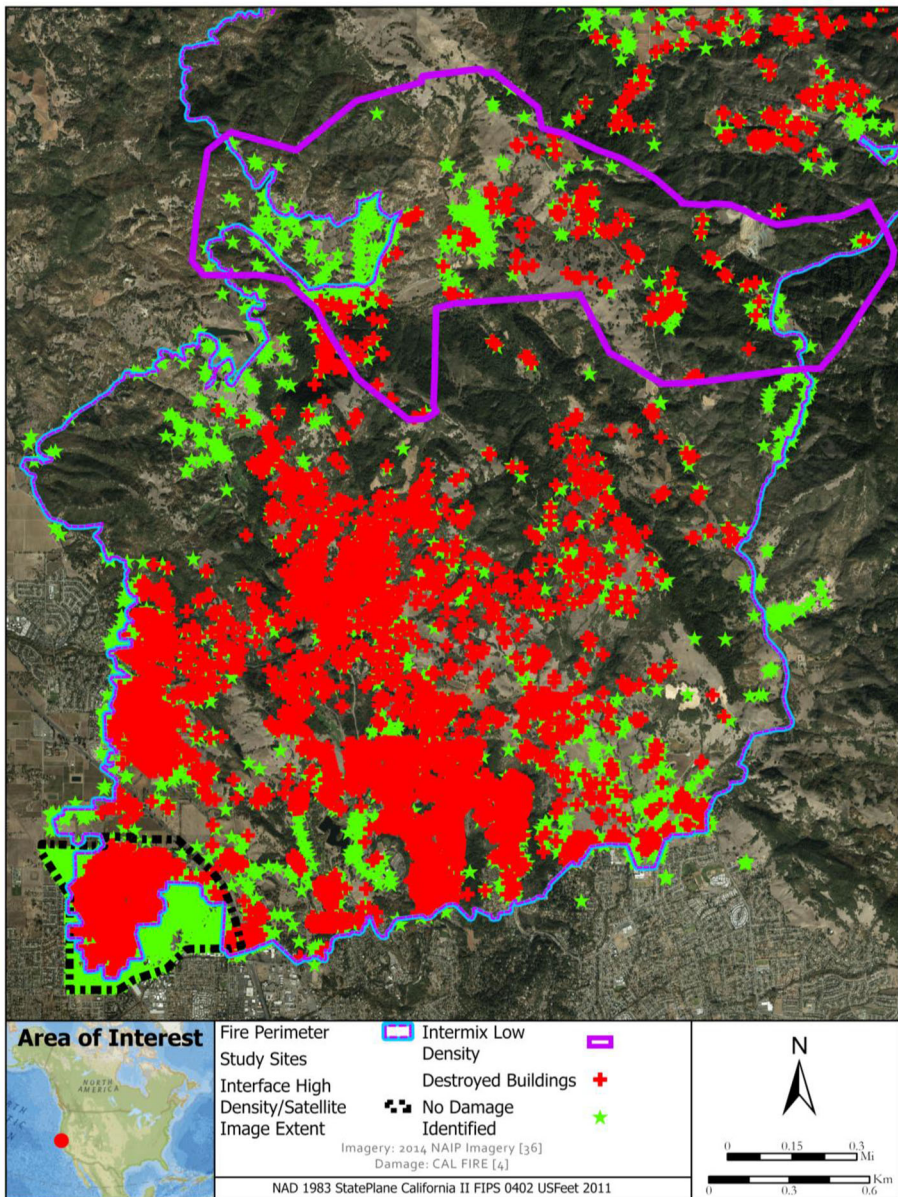 Area of Interest
NORTH
AMERICA
Fire Perimeter
Study Sites
Interface High
Density/Satellite
Image Extent
Intermix Low
Density
Destroyed Buildings
No Damage
Identified
Imagery: 2014 NAIP Imagery [36]
Damage: CAL FIRE [4]
NAD 1983 StatePlane California II FIPS 0402 USFeet 2011
N
0 0.15 0.3
Mi
Km
0 0.3 0.6